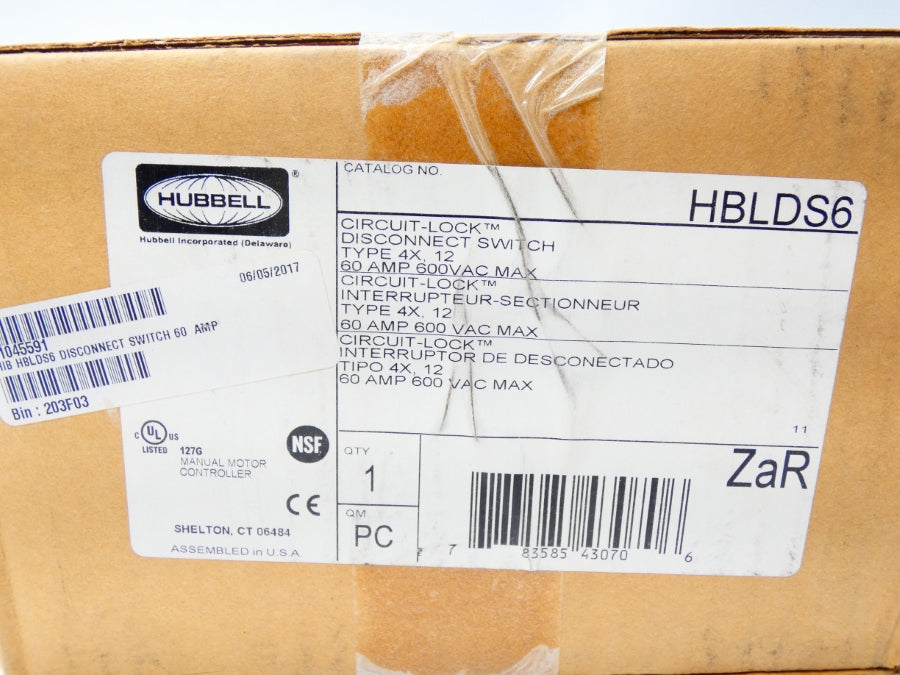 HUBBELL
®
Hubbell Incorporated (Delaware)
CATALOG NO.
HBLDS6
CIRCUIT-LOCK™
DISCONNECT SWITCH
TYPE 4X, 12
60 AMP 600VAC MAX
CIRCUIT-LOCK™
INTERRUPTEUR-SECTIONNEUR
TYPE 4X, 12
60 AMP 600 VAC MAX
CIRCUIT-LOCK™
INTERRUPTOR DE DESCONECTADO
TIPO 4X, 12
60 AMP 600 VAC MAX
11
06/05/2017
1045591
HBLDS6 DISCONNECT SWITCH 60 AMP
Bin : 203F03
C UL US
LISTED 127G
MANUAL MOTOR
CONTROLLER
NSF
CE
SHELTON, CT 06484
ASSEMBLED in U.S.A.
QTY
1
QM
PC
ZaR
7 83585 43070 6